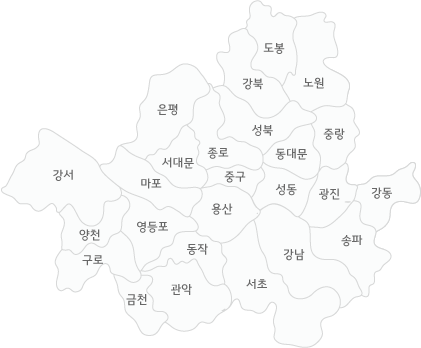 도봉
강북
노원
은평
성북
중랑
서대문
종로
동대문
강서
마포
중구
성동
광진
강동
용산
양천
영등포
동작
강남
송파
구로
금천
관악
서초